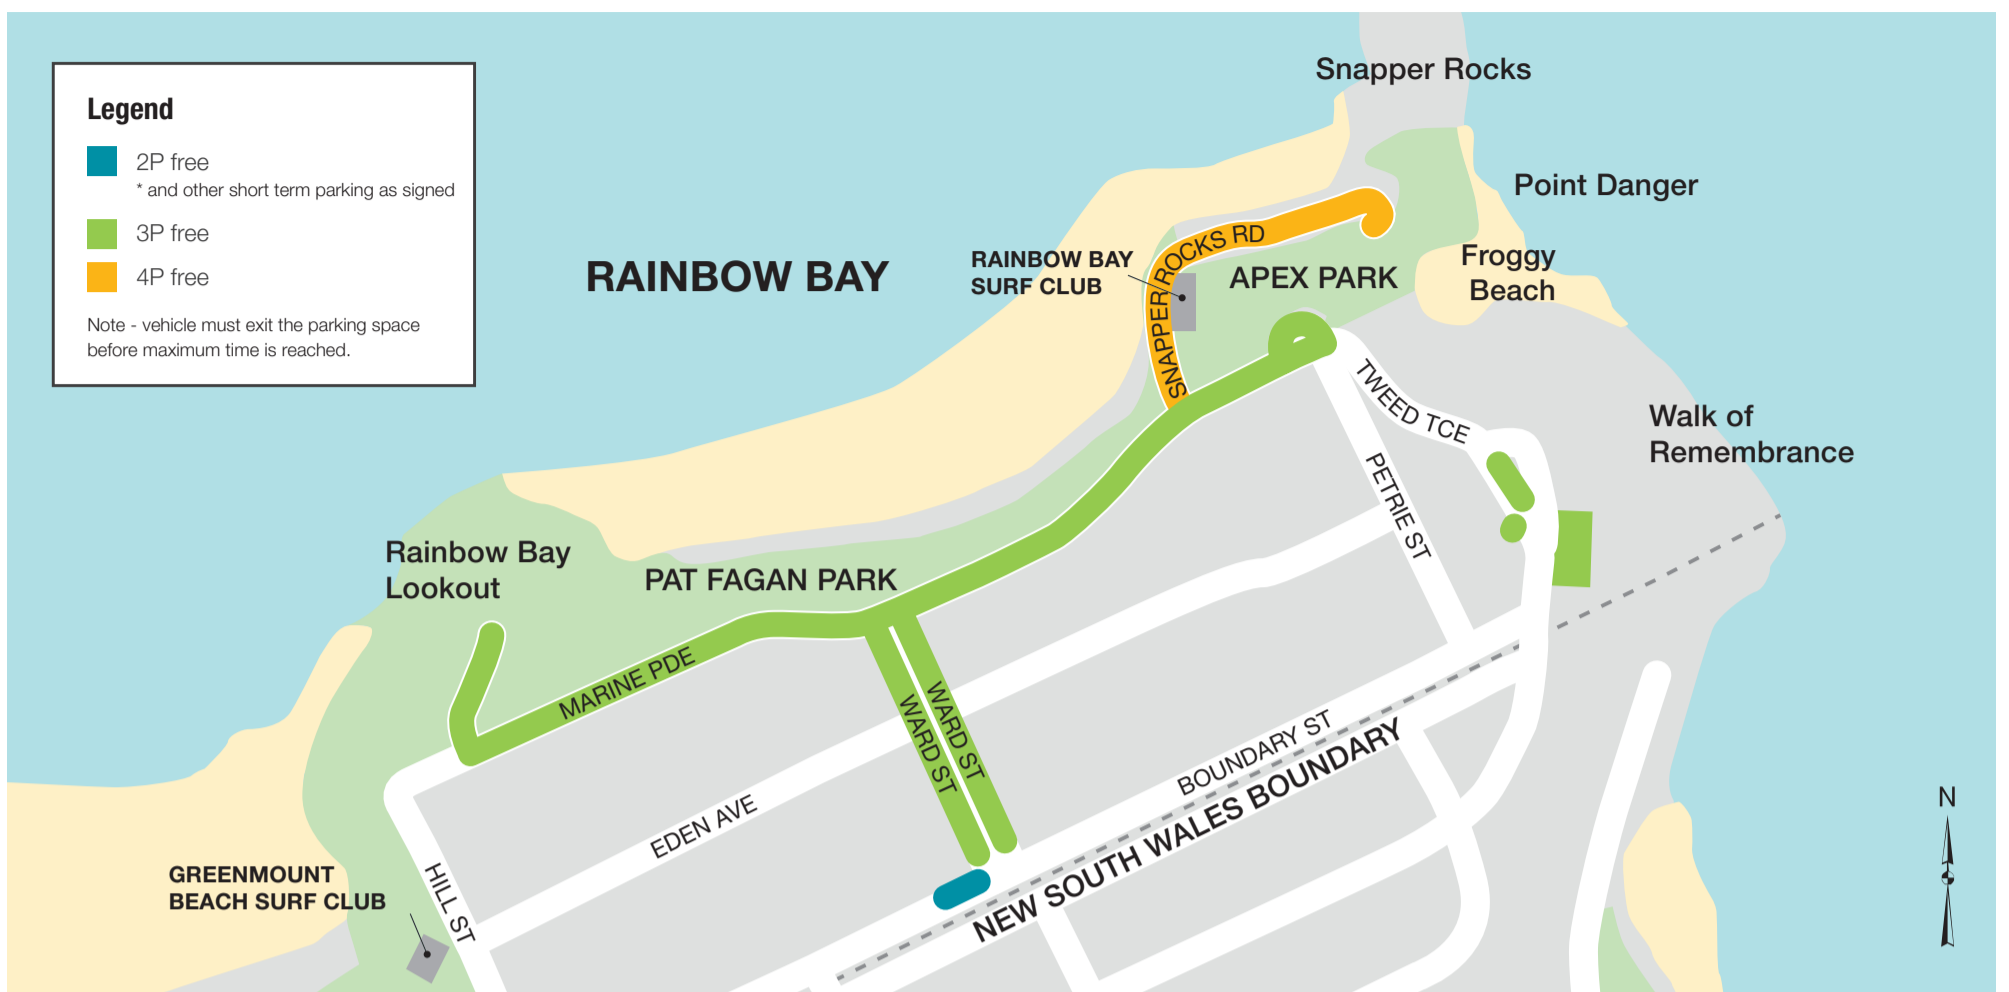 Legend
2P free
* and other short term parking as signed
3P free
4P free
Note - vehicle must exit the parking space
before maximum time is reached.
Snapper Rocks
Point Danger
RAINBOW BAY
RAINBOW BAY
SURF CLUB
SNAPPER ROCKS RD
APEX PARK
Froggy
Beach
TWEED TCE
Walk of
Remembrance
PETRIE ST
Rainbow Bay
Lookout
PAT FAGAN PARK
MARINE PDE
WARD ST
WARD ST
BOUNDARY ST
NEW SOUTH WALES BOUNDARY
EDEN AVE
HILL ST
GREENMOUNT
BEACH SURF CLUB
N